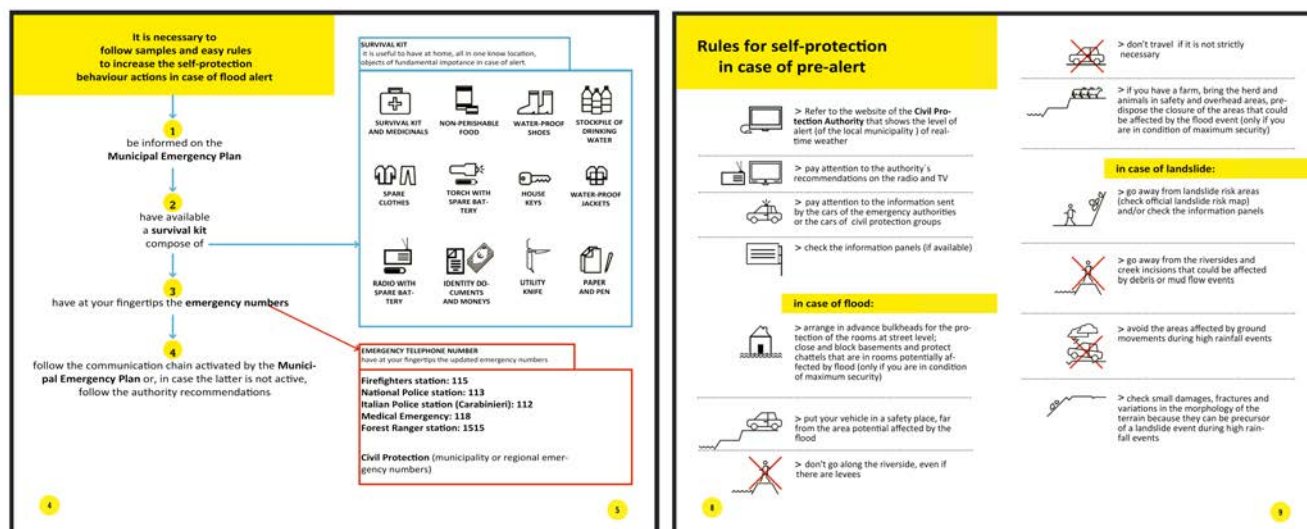 It is necessary to
follow samples and easy rules
to increase the self-protection
behaviour actions in case of flood alert
1
be informed on the
Municipal Emergency Plan
2
have available
a survival kit
compose of
3
have at your fingertips the emergency numbers
4
follow the communication chain activated by the Munici-
pal Emergency Plan or, in case the latter is not active,
follow the authority recommendations
4
SURVIVAL KIT
it is useful to have at home, all in one know location,
objects of fundamental impotance in case of alert
SURVIVAL KIT
AND MEDICINALS
NON-PERISHABLE
FOOD
WATER-PROOF
SHOES
STOCKPILE OF
DRINKING
WATER
SPARE
CLOTHES
TORCH WITH
SPARE BAT-
TERY
HOUSE
KEYS
WATER-PROOF
JACKETS
RADIO WITH
SPARE BAT-
TERY
IDENTITY DO-
CUMENTS
AND MONEYS
UTILITY
KNIFE
PAPER
AND PEN
EMERGENCY TELEPHONE NUMBER
have at your fingertips the updated emergency numbers
Firefighters station: 115
National Police station: 113
Italian Police station (Carabinieri): 112
Medical Emergency: 118
Forest Ranger station: 1515
Civil Protection (municipality or regional emer-
gency numbers)
5
Rules for self-protection
in case of pre-alert
> Refer to the website of the Civil Pro-
tection Authority that shows the level of
alert (of the local municipality ) of real-
time weather
> pay attention to the authority´s
recommendations on the radio and TV
> pay attention to the information sent
by the cars of the emergency authorities
or the cars of civil protection groups
> check the information panels (if available)
in case of flood:
> arrange in advance bulkheads for the pro-
tection of the rooms at street level;
close and block basements and protect
chattels that are in rooms potentially af-
fected by flood (only if you are in condition
of maximum security)
> put your vehicle in a safety place, far
from the area potential affected by the
flood
> don't go along the riverside, even if
there are levees
8
> don't travel if it is not strictly
necessary
> if you have a farm, bring the herd and
animals in safety and overhead areas, pre-
dispose the closure of the areas that could
be affected by the flood event (only if you
are in condition of maximum security)
in case of landslide:
> go away from landslide risk areas
(check official landslide risk map)
and/or check the information panels
> go away from the riversides and
creek incisions that could be affected
by debris or mud flow events
> avoid the areas affected by ground
movements during high rainfall events
> check small damages, fractures and
variations in the morphology of the
terrain because they can be precursor
of a landslide event during high rain-
fall events
9